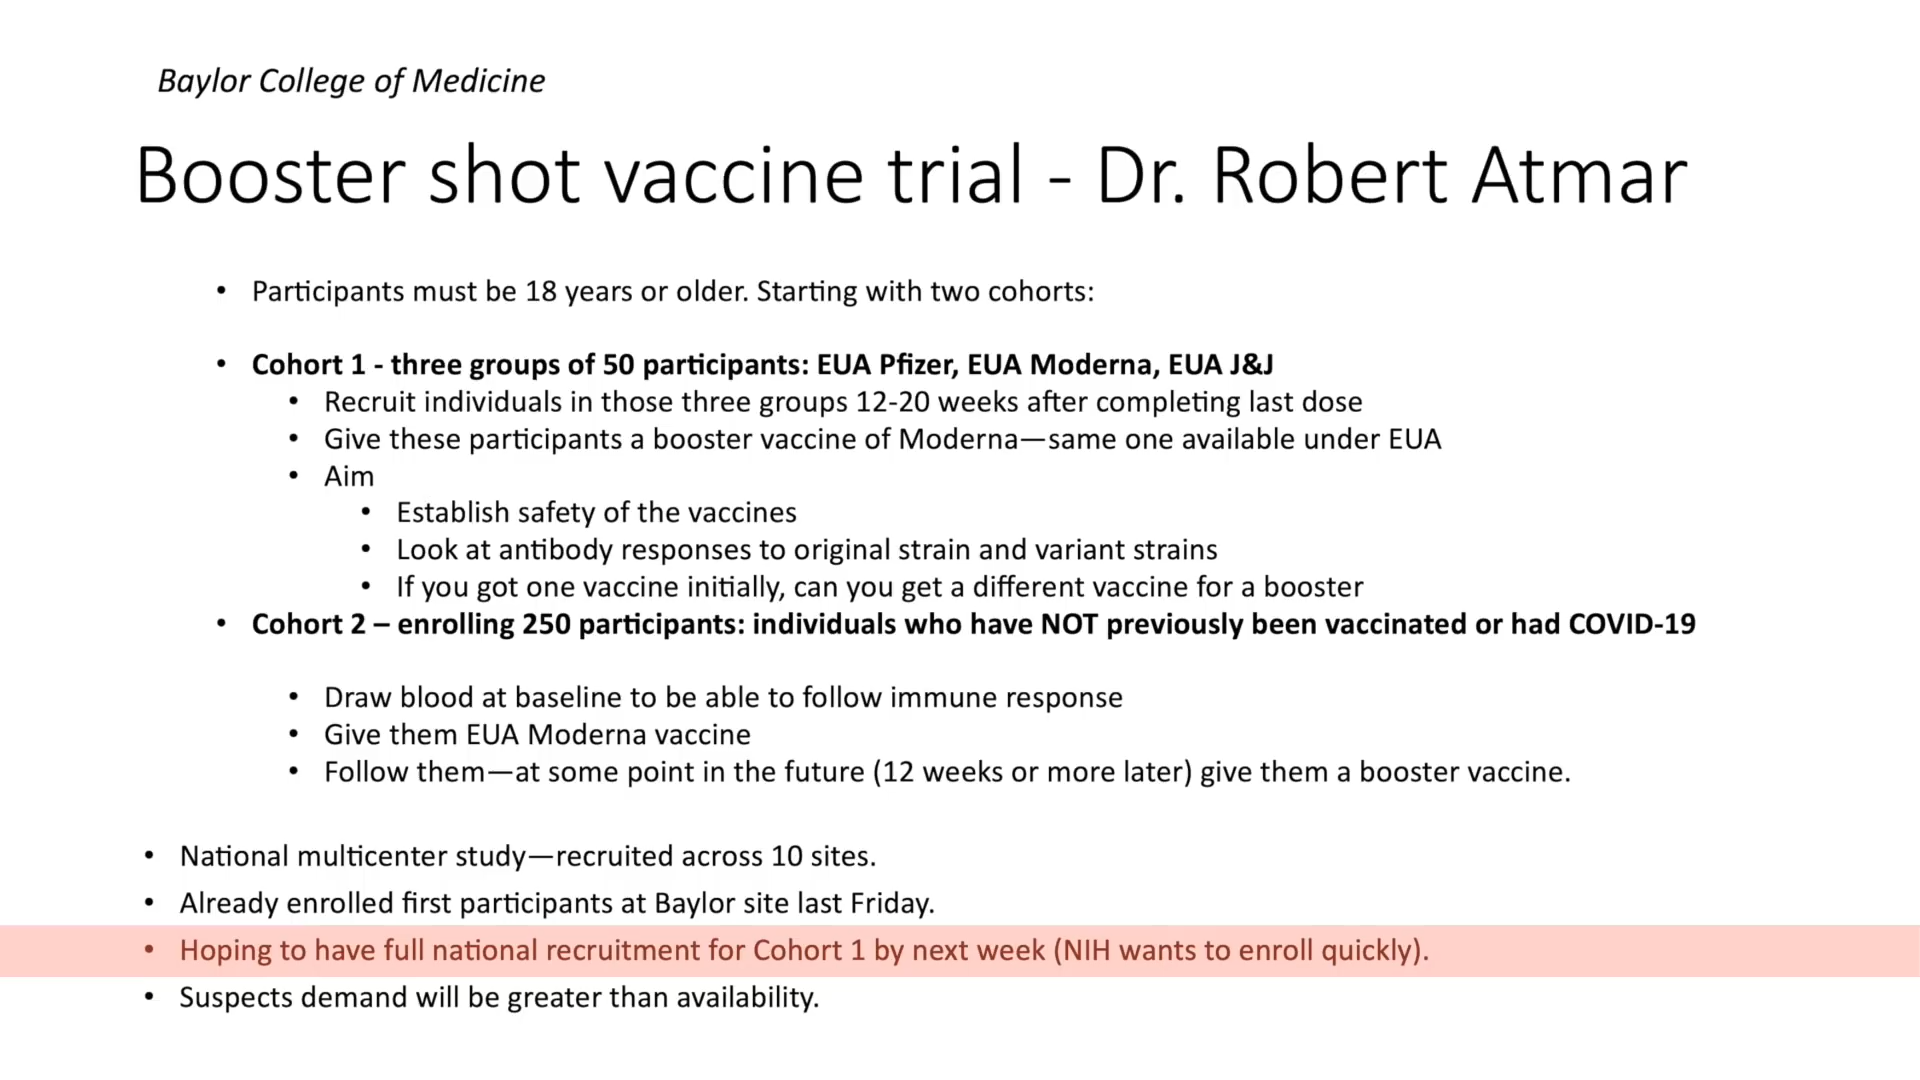 Baylor College of Medicine
Booster shot vaccine trial - Dr. Robert Atmar
• Participants must be 18 years or older. Starting with two cohorts:
• Cohort 1 - three groups of 50 participants: EUA Pfizer, EUA Moderna, EUA J&J
• Recruit individuals in those three groups 12-20 weeks after completing last dose
• Give these participants a booster vaccine of Moderna—same one available under EUA
• Aim
• Establish safety of the vaccines
• Look at antibody responses to original strain and variant strains
• If you got one vaccine initially, can you get a different vaccine for a booster
• Cohort 2 – enrolling 250 participants: individuals who have NOT previously been vaccinated or had COVID-19
• Draw blood at baseline to be able to follow immune response
• Give them EUA Moderna vaccine
• Follow them—at some point in the future (12 weeks or more later) give them a booster vaccine.
• National multicenter study—recruited across 10 sites.
• Already enrolled first participants at Baylor site last Friday.
• Hoping to have full national recruitment for Cohort 1 by next week (NIH wants to enroll quickly).
• Suspects demand will be greater than availability.